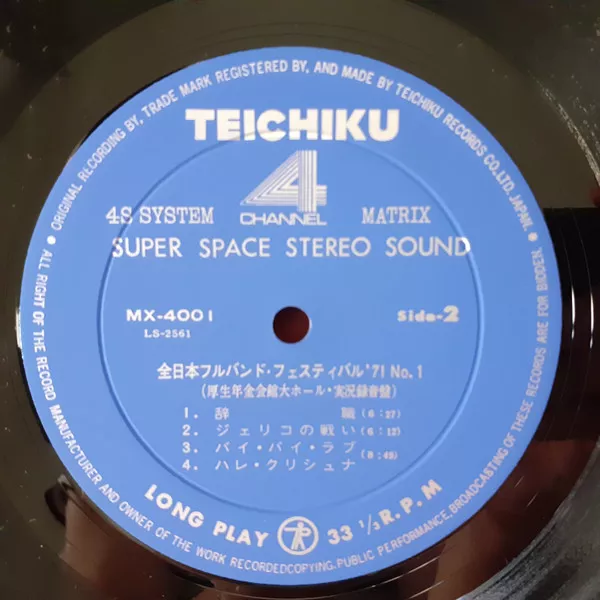 ORIGINAL RECORDING BY, TRADE MARK REGISTERED BY, AND MADE BY TEICHIKU RECORDS CO., LTD. JAPAN.
TEICHIKU
4
4S SYSTEM CHANNEL MATRIX
SUPER SPACE STEREO SOUND
MX-4001 Side-2
LS-2561
全日本フルバンド・フェスティバル'71 No.1
(厚生年金会館大ホール・実況録音盤)
1. 辞職 (6:27)
2. ジェリコの戦い (6:12)
3. バイ・バイ・ラブ
4. ハレ・クリシュナ (8:45)
LONG PLAY 33 1/3 R.P.M
ALL RIGHT OF THE RECORD MANUFACTURER AND OWNER OF THE WORK RECORDED COPYING. PUBLIC PERFORMANCE, BROADCASTING OF THESE RECORDS ARE FOR BIDDEN.